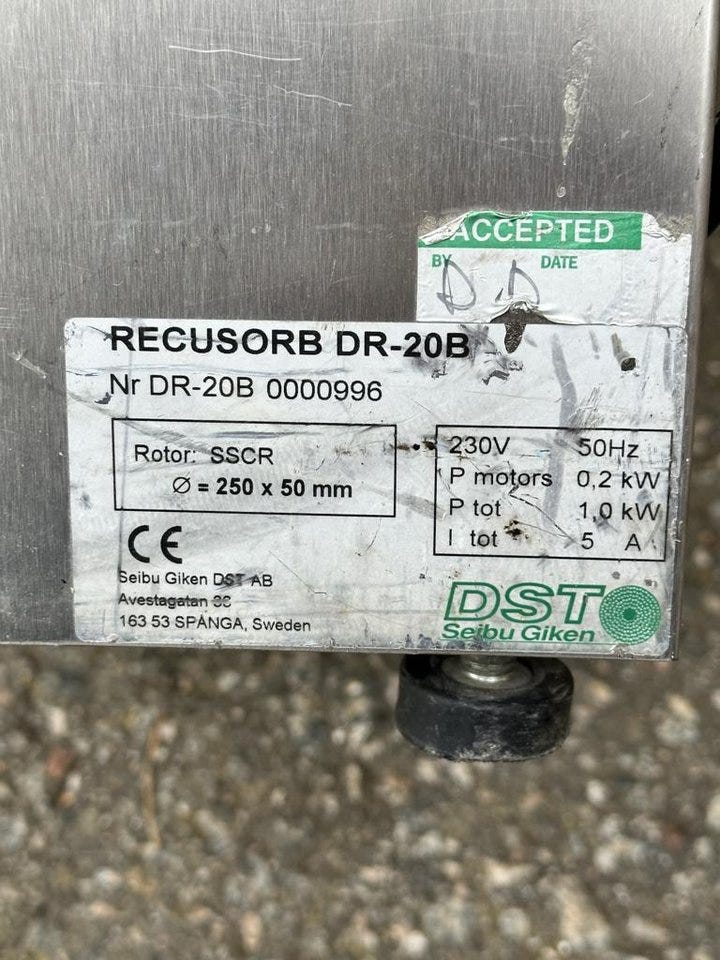 ACCEPTED
BY DATE
D.D
RECUSORB DR-20B
Nr DR-20B 0000996
Rotor: SSCR
Ø = 250 x 50 mm
230V 50Hz
P motors 0,2 kW
P tot 1,0 kW
I tot 5 A
CE
Seibu Giken DST AB
Avestagatan 33
163 53 SPÅNGA, Sweden
DST
Seibu Giken